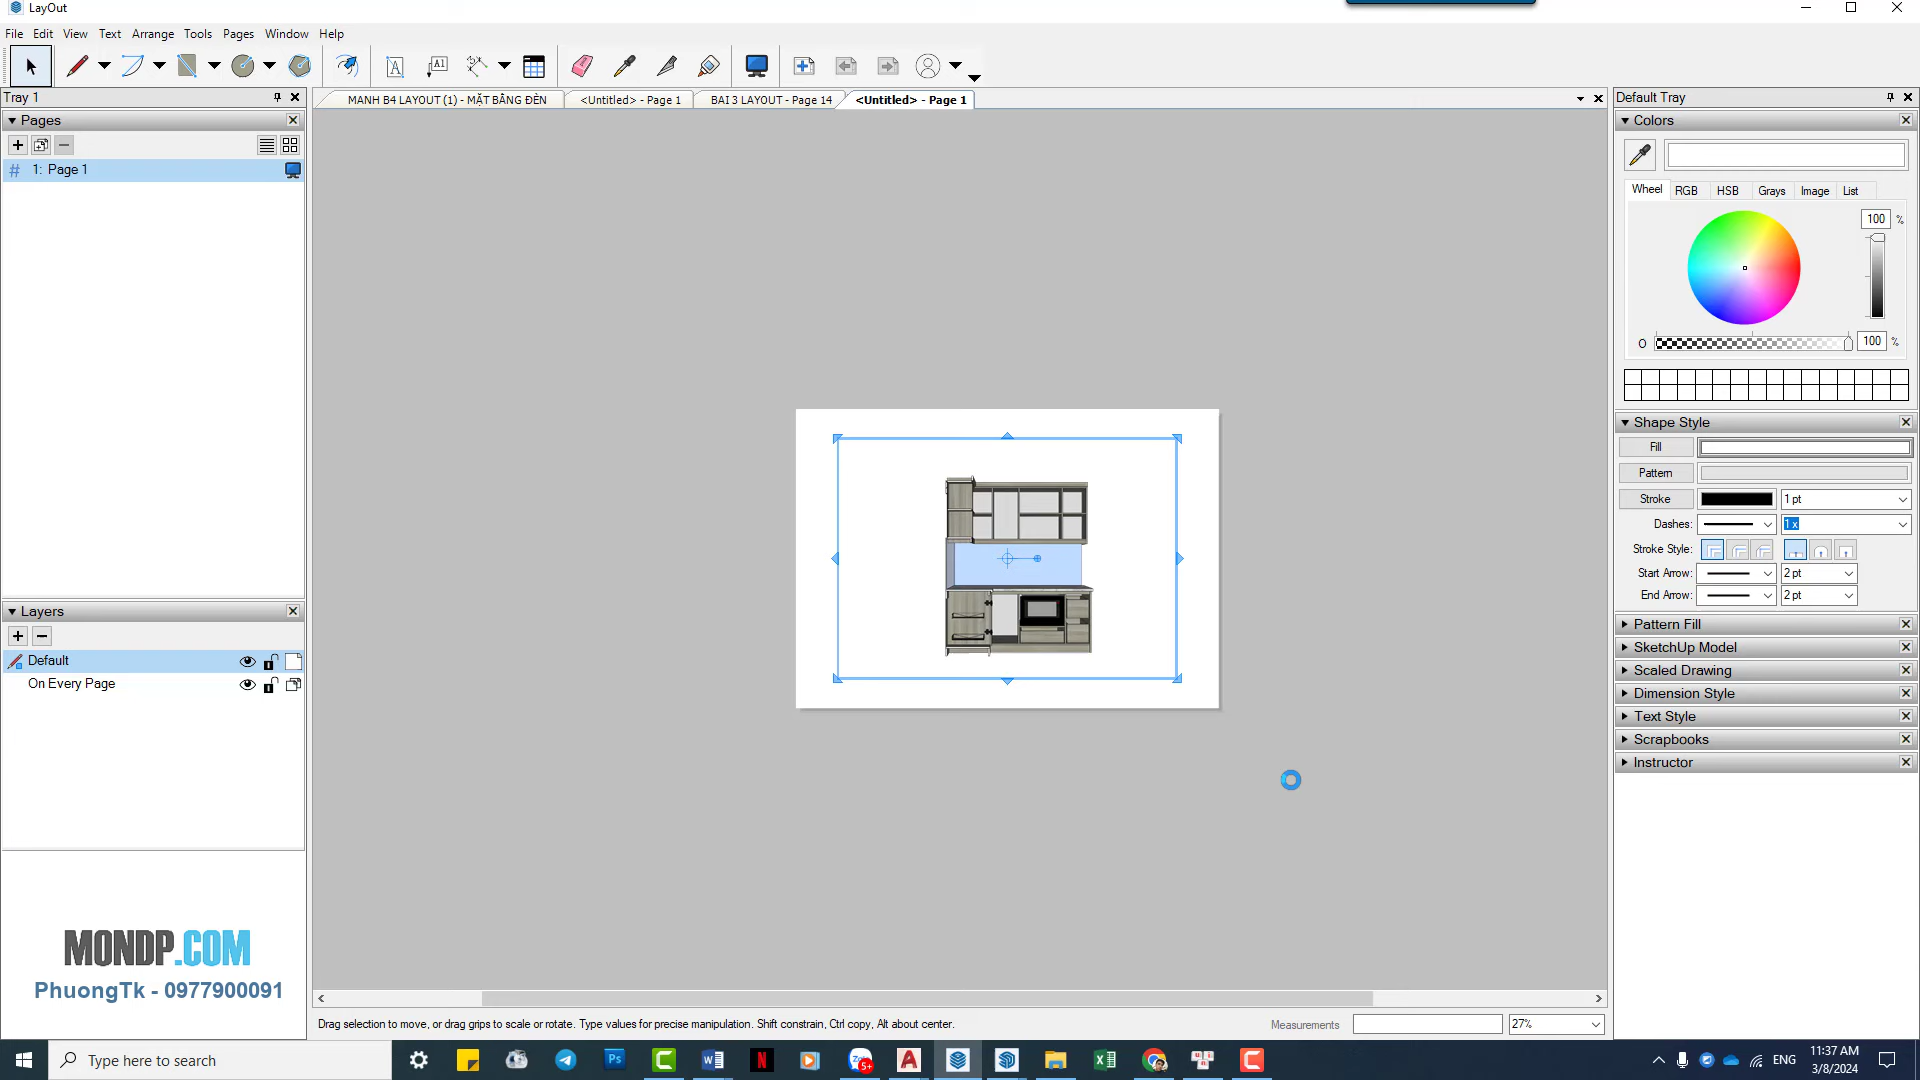 LayOut
File Edit View Text Arrange Tools Pages Window Help
Tray 1
MANH B4 LAYOUT (1) - MẶT BẰNG ĐÈN
<Untitled> - Page 1
BAI 3 LAYOUT - Page 14
<Untitled> - Page 1
Default Tray
Pages
1: Page 1
Layers
Default
On Every Page
MONDP.COM
PhuongTk - 0977900091
Colors
Wheel RGB HSB Grays Image List
100 %
O 100 %
Shape Style
Fill
Pattern
Stroke 1 pt
Dashes: 1 x
Stroke Style:
Start Arrow: 2 pt
End Arrow: 2 pt
Pattern Fill
SketchUp Model
Scaled Drawing
Dimension Style
Text Style
Scrapbooks
Instructor
Drag selection to move, or drag grips to scale or rotate. Type values for precise manipulation. Shift constrain, Ctrl copy, Alt about center.
Measurements
27%
Type here to search
ENG
11:37 AM
3/8/2024